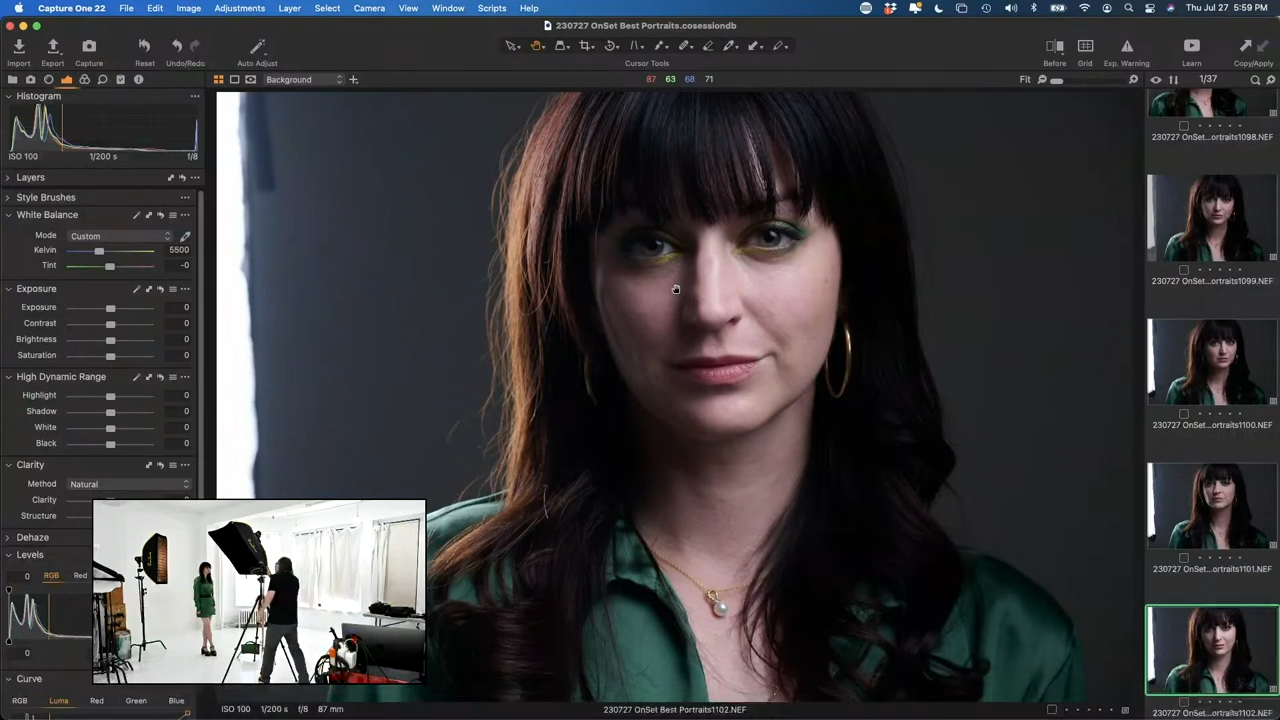 Capture One 22 File Edit Image Adjustments Layer Select Camera View Window Scripts Help Thu Jul 27 5:59 PM
230727 OnSet Best Portraits.cosessiondb
Import Export Capture Reset Undo/Redo Auto Adjust Cursor Tools Before Grid Exp. Warning Learn Copy/Apply
Background 87 63 68 71 Fit 1/37
Histogram
ISO 100 1/200 s f/8
Layers
Style Brushes
White Balance
Mode Custom
Kelvin 5500
Tint -0
Exposure
Exposure 0
Contrast 0
Brightness 0
Saturation 0
High Dynamic Range
Highlight 0
Shadow 0
White 0
Black 0
Clarity
Method Natural
Clarity
Structure
Dehaze
Levels
0 RGB Red
0
Curve
RGB Luma Red Green Blue
ISO 100 1/200 s f/8 87 mm 230727 OnSet Best Portraits1102.NEF
230727 OnSet...ortraits1098.NEF
230727 OnSet...ortraits1099.NEF
230727 OnSet...ortraits1100.NEF
230727 OnSet...ortraits1101.NEF
230727 OnSet...ortraits1102.NEF